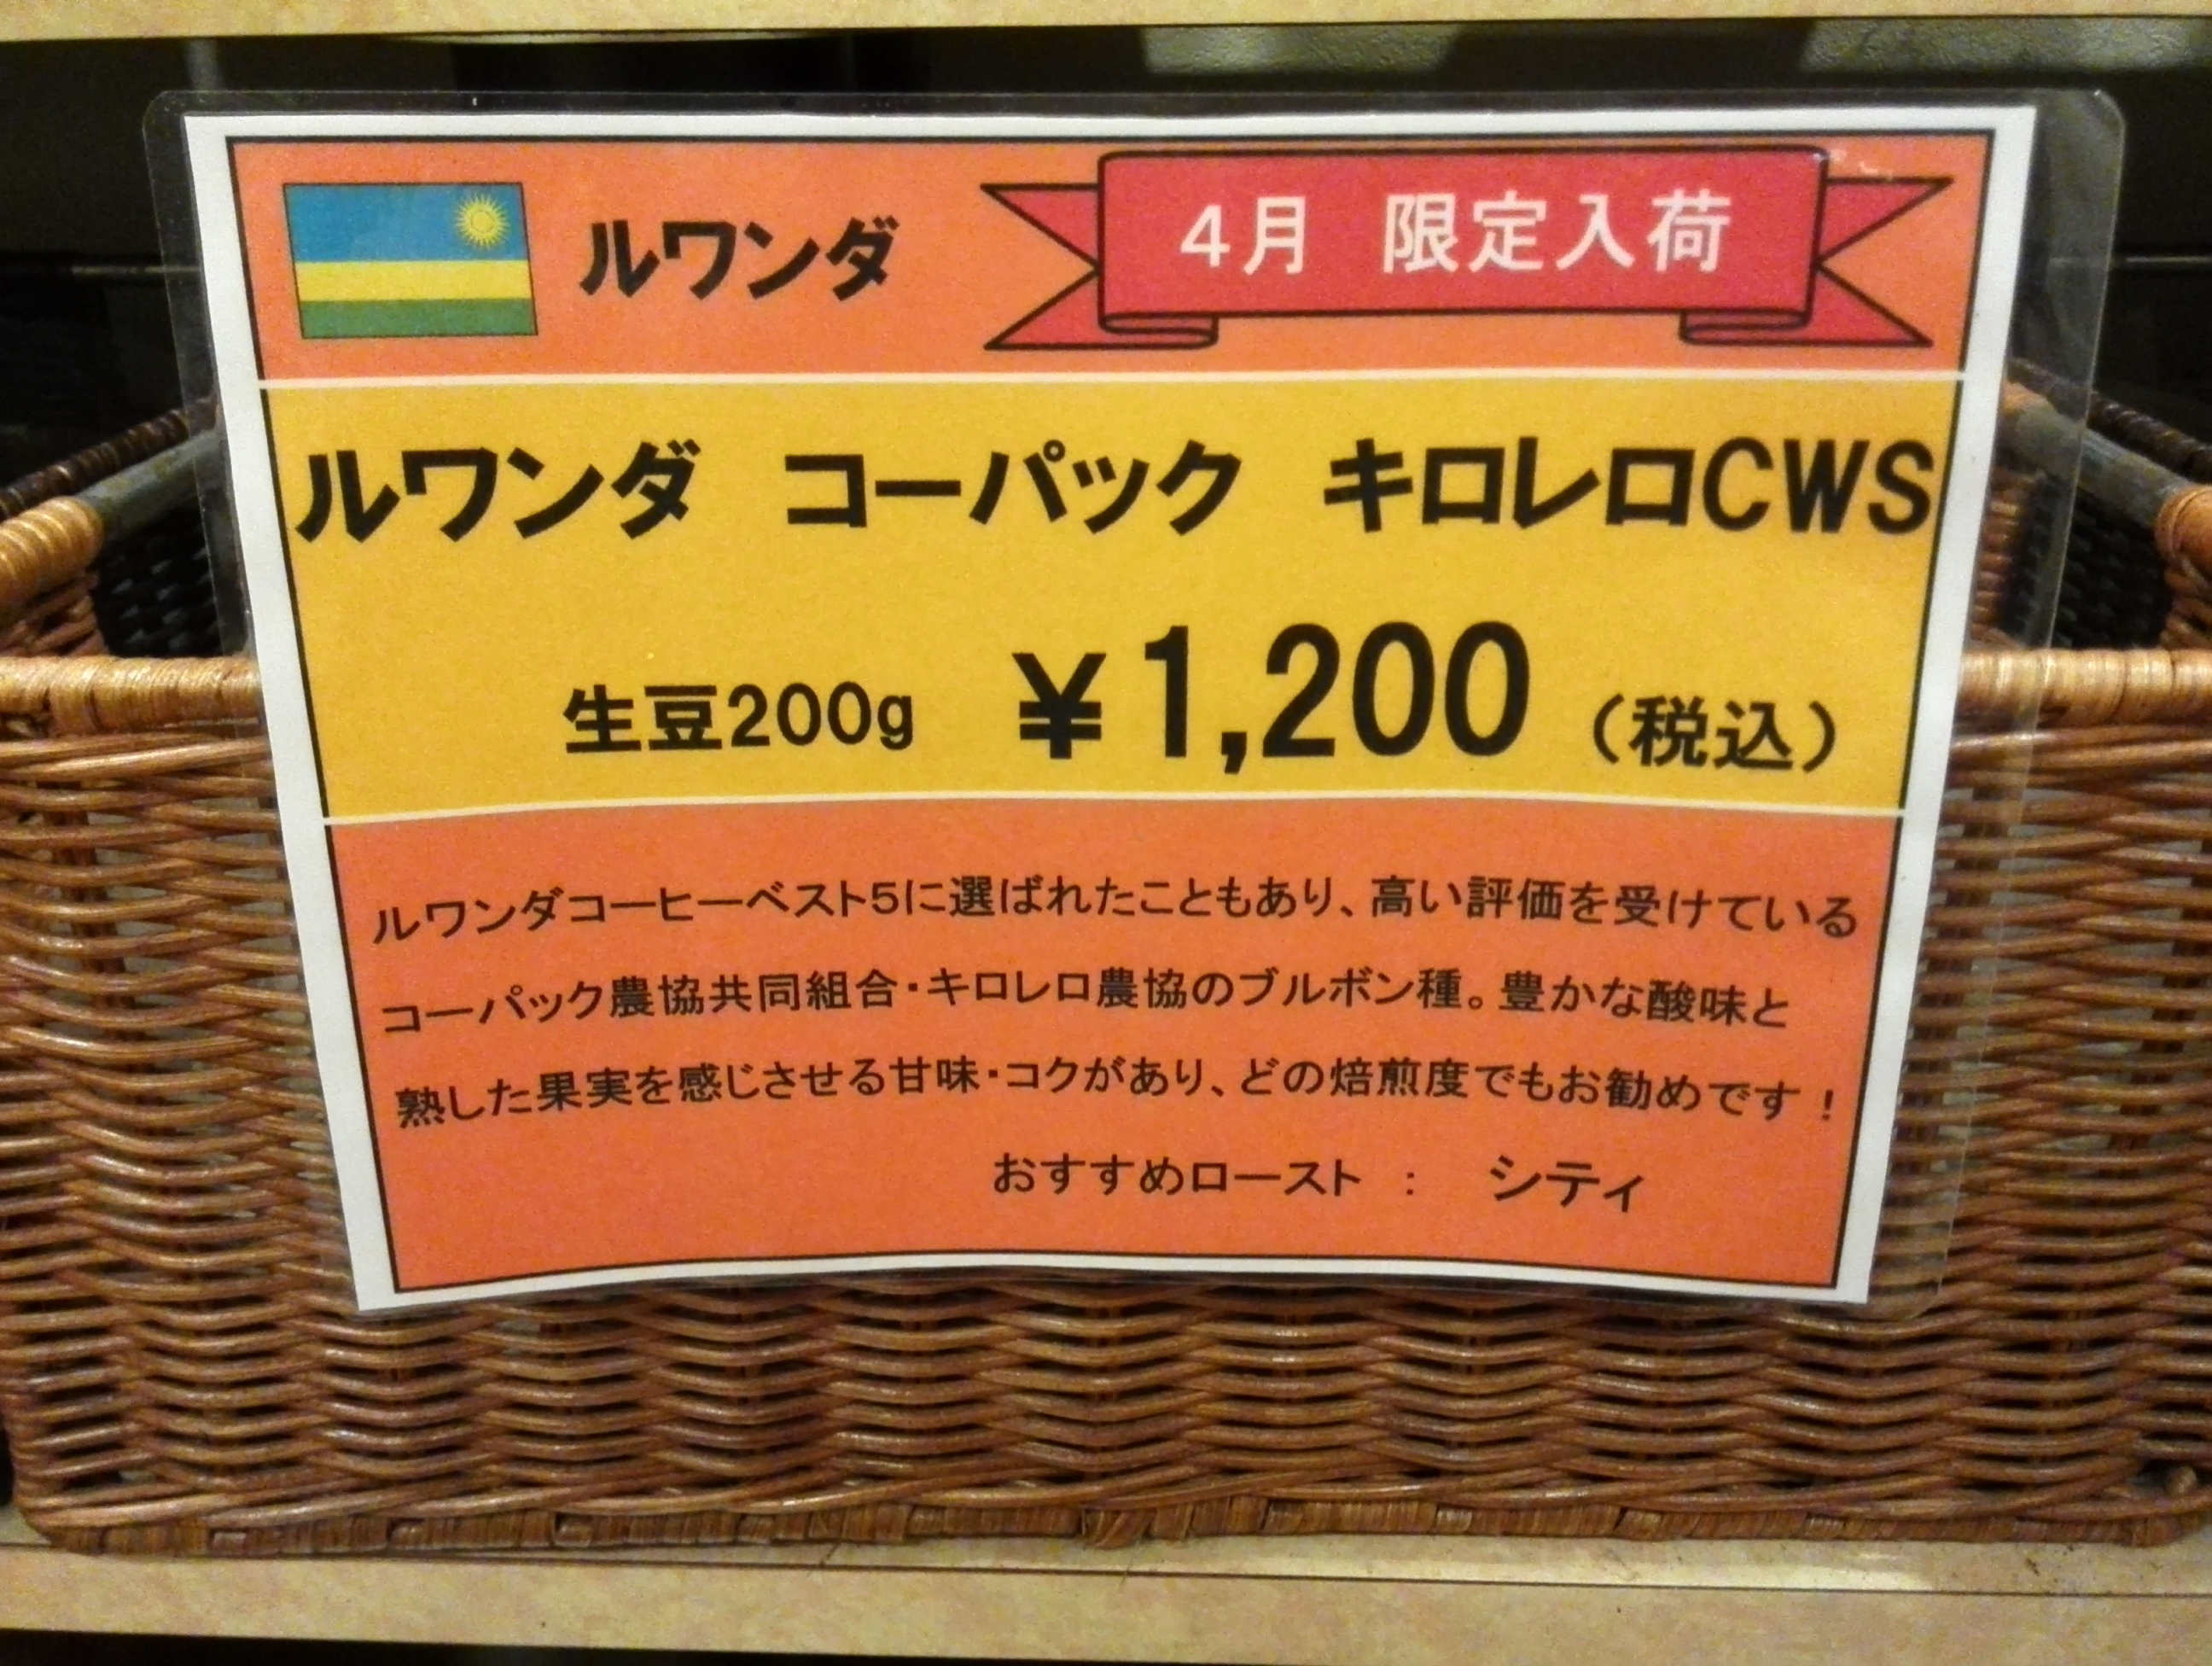 ルワンダ
4月 限定入荷
ルワンダ コーパック キロレロCWS
生豆200g ¥1,200 （税込）
ルワンダコーヒーベスト5に選ばれたこともあり、高い評価を受けている
コーパック農協共同組合・キロレロ農協のブルボン種。豊かな酸味と
熟した果実を感じさせる甘味・コクがあり、どの焙煎度でもお勧めです！
おすすめロースト ： シティ